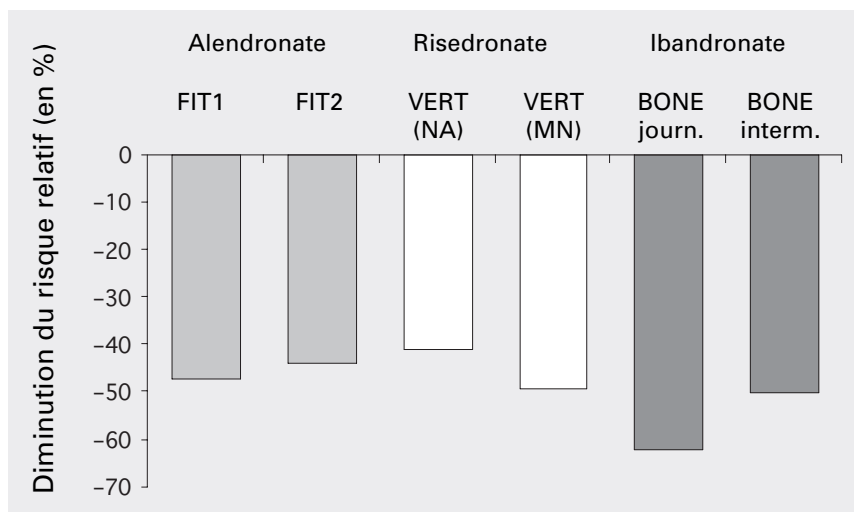 Diminution du risque relatif (en %)
Alendronate Risedronate Ibandronate
FIT1 FIT2 VERT (NA) VERT (MN) BONE journ. BONE interm.
0
–10
–20
–30
–40
–50
–60
–70